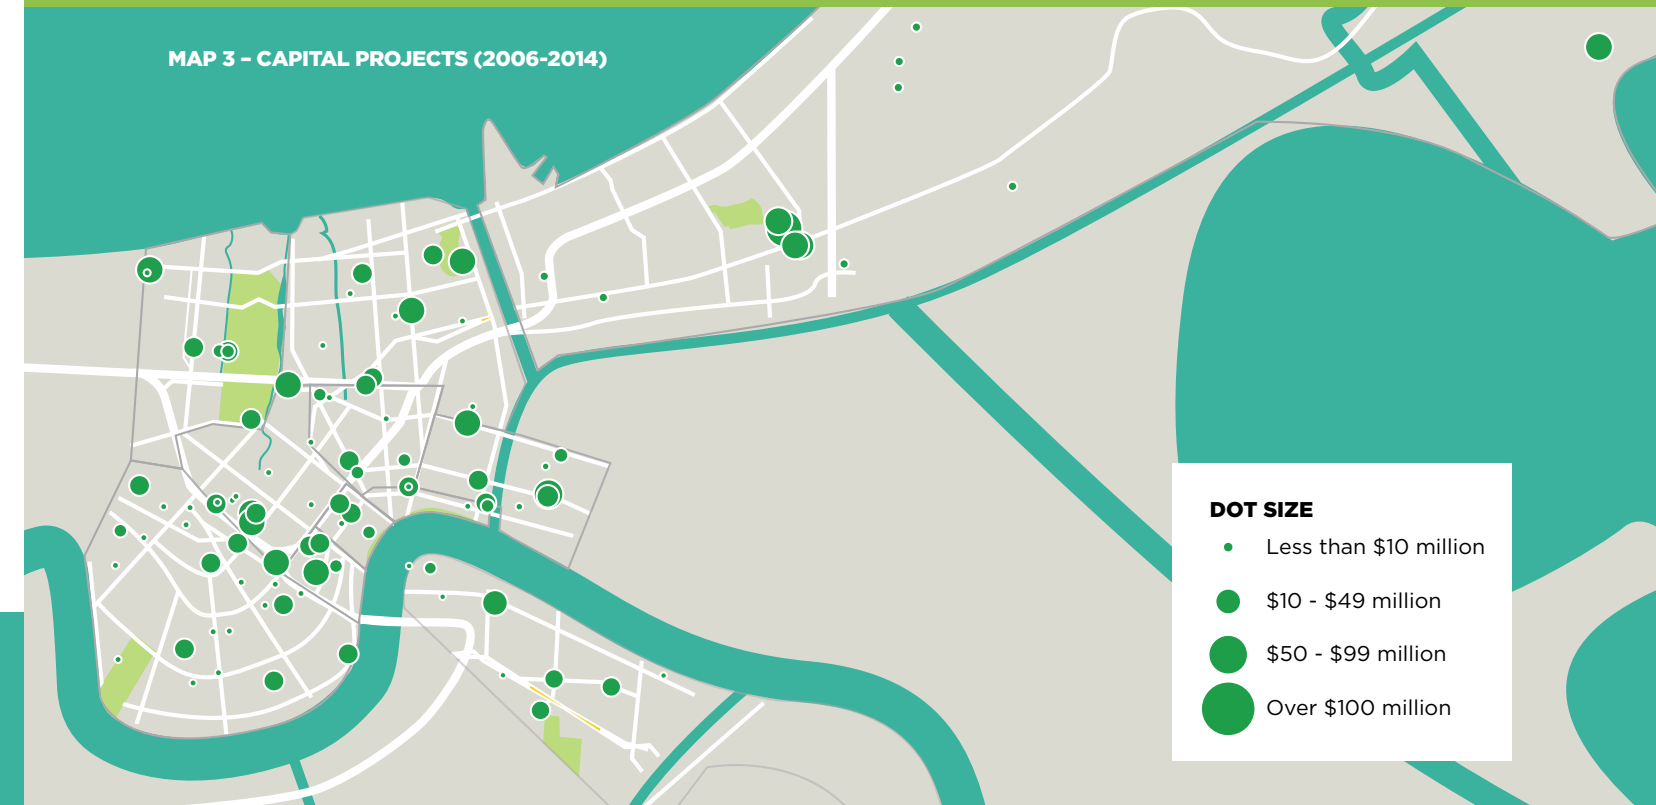 MAP 3 – CAPITAL PROJECTS (2006-2014)
DOT SIZE
Less than $10 million
$10 - $49 million
$50 - $99 million
Over $100 million